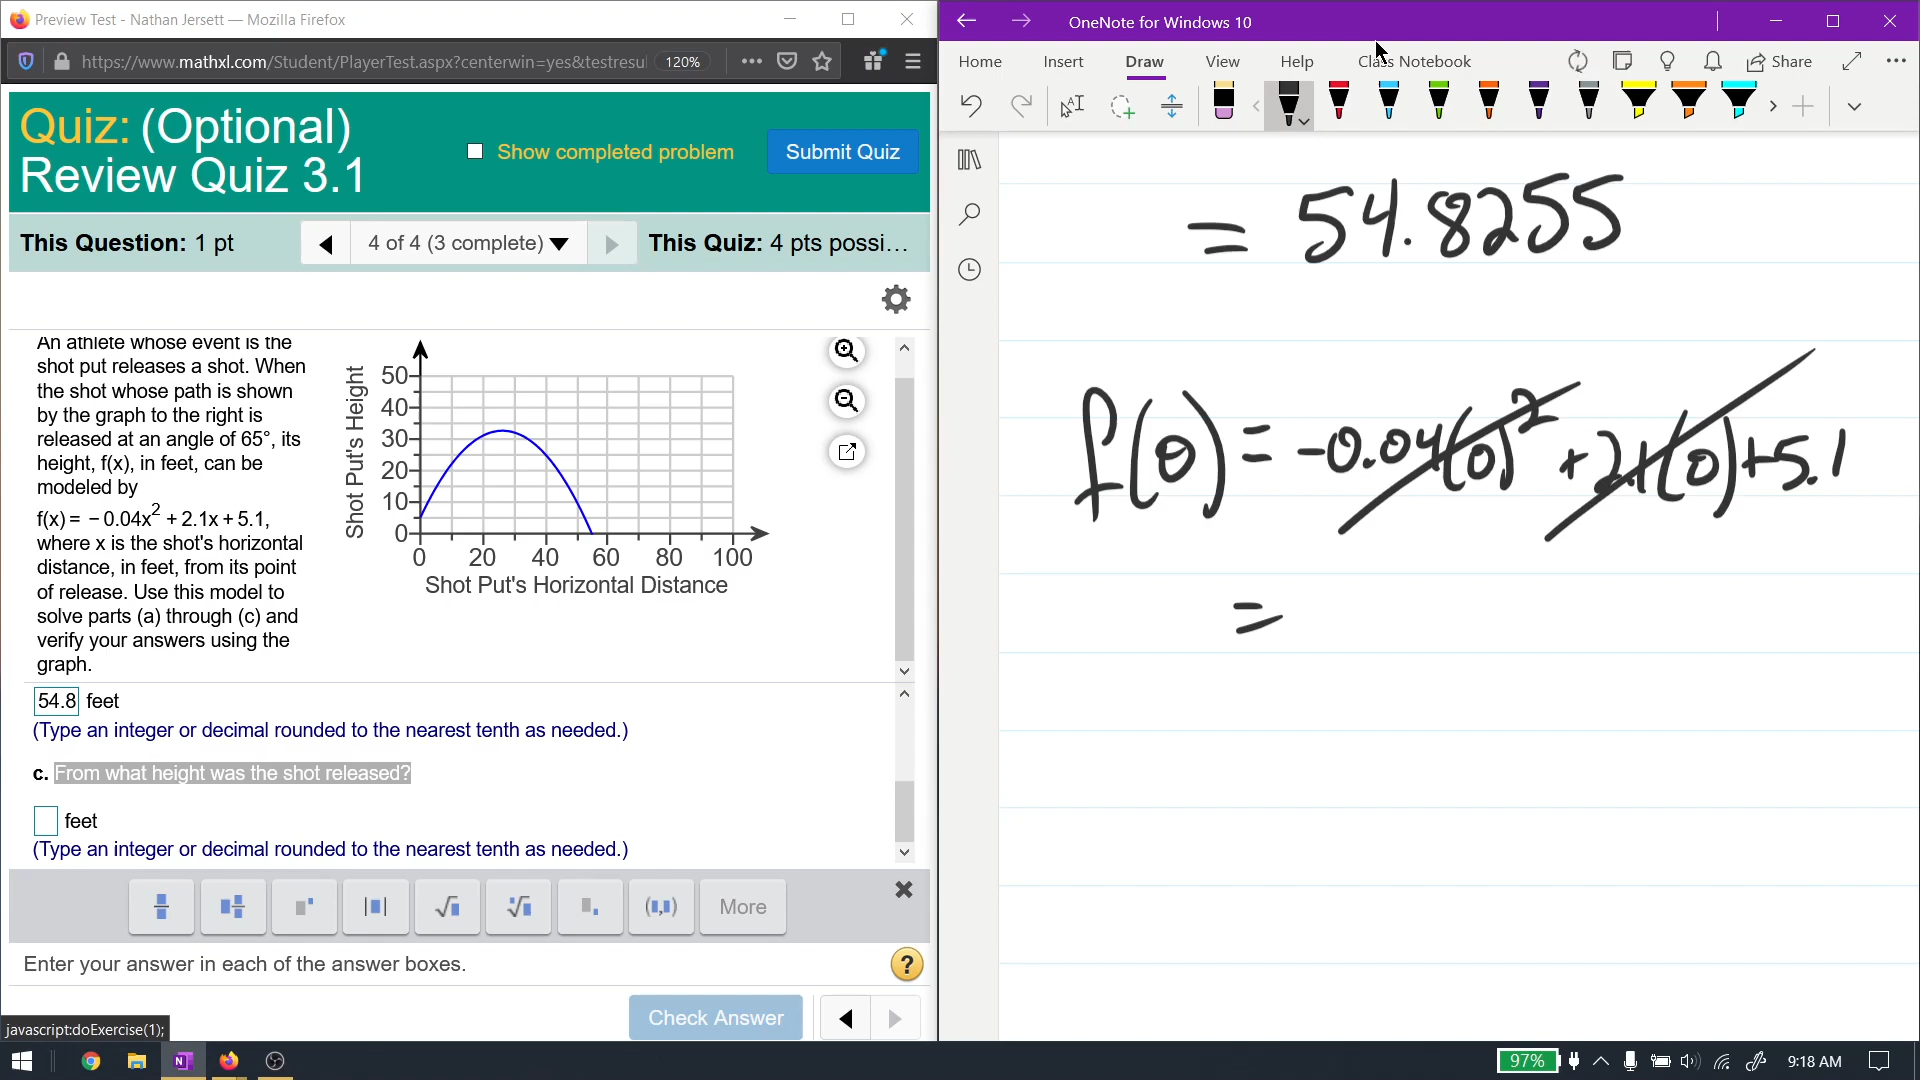 Preview Test - Nathan Jersett — Mozilla Firefox
https://www.mathxl.com/Student/PlayerTest.aspx?centerwin=yes&testresu
120%
Quiz: (Optional)
Review Quiz 3.1
Show completed problem
Submit Quiz
This Question: 1 pt
4 of 4 (3 complete)
This Quiz: 4 pts possi...
An athlete whose event is the
shot put releases a shot. When
the shot whose path is shown
by the graph to the right is
released at an angle of 65°, its
height, f(x), in feet, can be
modeled by
f(x) = − 0.04x² + 2.1x + 5.1,
where x is the shot's horizontal
distance, in feet, from its point
of release. Use this model to
solve parts (a) through (c) and
verify your answers using the
graph.
Shot Put's Height
50
40
30
20
10
0
0 20 40 60 80 100
Shot Put's Horizontal Distance
54.8 feet
(Type an integer or decimal rounded to the nearest tenth as needed.)
c. From what height was the shot released?
feet
(Type an integer or decimal rounded to the nearest tenth as needed.)
More
Enter your answer in each of the answer boxes.
?
Check Answer
javascript:doExercise(1);
OneNote for Windows 10
Home Insert Draw View Help Class Notebook
Share
= 54.8255
f(0) = -0.04(0)² + 2.1(0) + 5.1
=
97%
9:18 AM